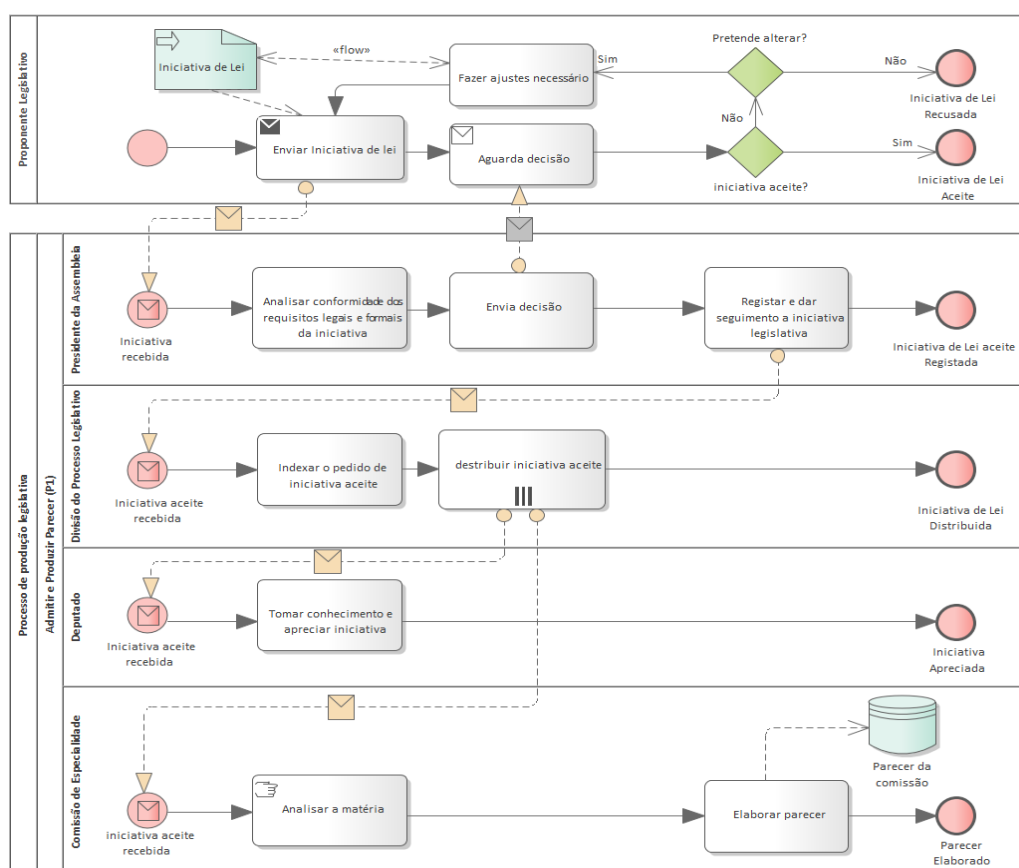 Proponente Legislativo
Iniciativa de Lei
«flow»
Fazer ajustes necessário
Sim
Pretende alterar?
Não
Iniciativa de Lei
Recusada
Enviar Iniciativa de lei
Aguarda decisão
Não
iniciativa aceite?
Sim
Iniciativa de Lei
Aceite
Processo de produção legislativa
Admitir e Produzir Parecer (P1)
Presidente da Assembleia
Iniciativa
recebida
Analisar conformidade dos
requisitos legais e formais
da iniciativa
Envia decisão
Registar e dar
seguimento a iniciativa
legislativa
Iniciativa de Lei aceite
Registada
Divisão do Processo Legislativo
Iniciativa aceite
recebida
Indexar o pedido de
iniciativa aceite
destribuir iniciativa aceite
Iniciativa de Lei
Distribuida
Deputado
Iniciativa aceite
recebida
Tomar conhecimento e
apreciar iniciativa
Iniciativa
Apreciada
Comissão de Especialidade
iniciativa aceite
recebida
Analisar a matéria
Elaborar parecer
Parecer da
comissão
Parecer
Elaborado